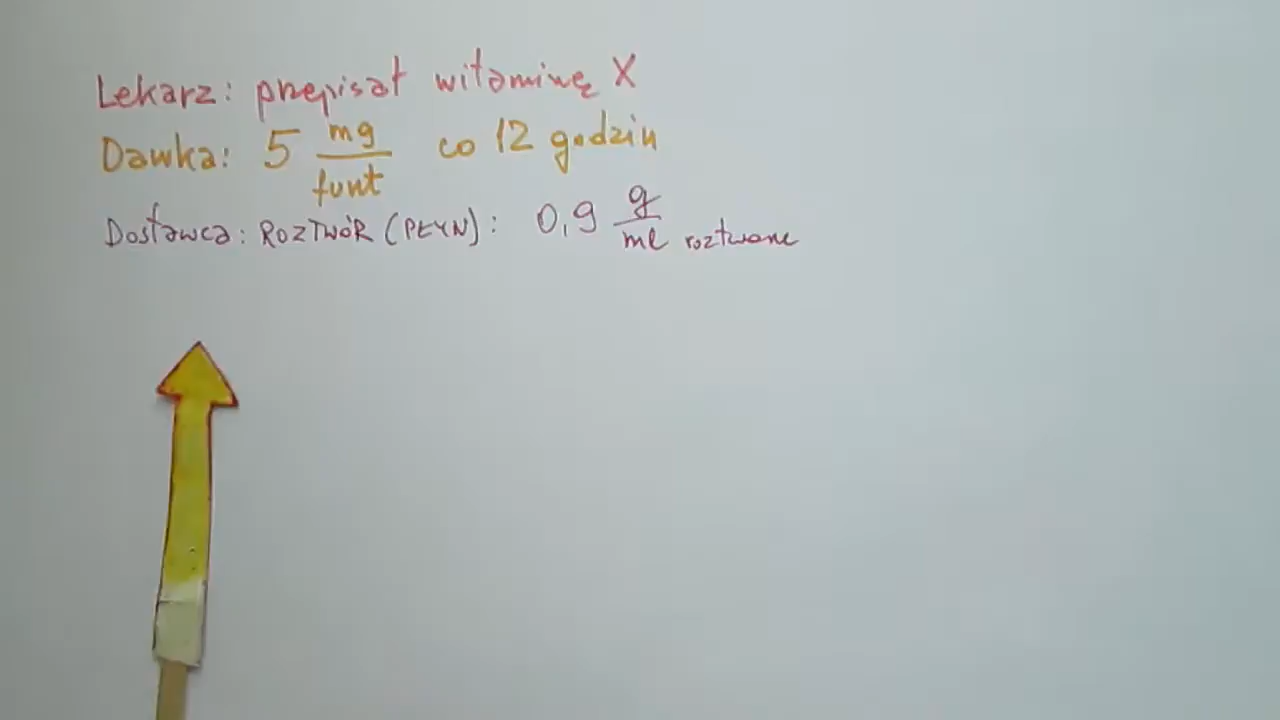 Lekarz: przepisał witaminę X
Dawka: 5 mg/funt co 12 godzin
Dostawca: ROZTWÓR (PŁYN): 0,9 g/ml roztworu